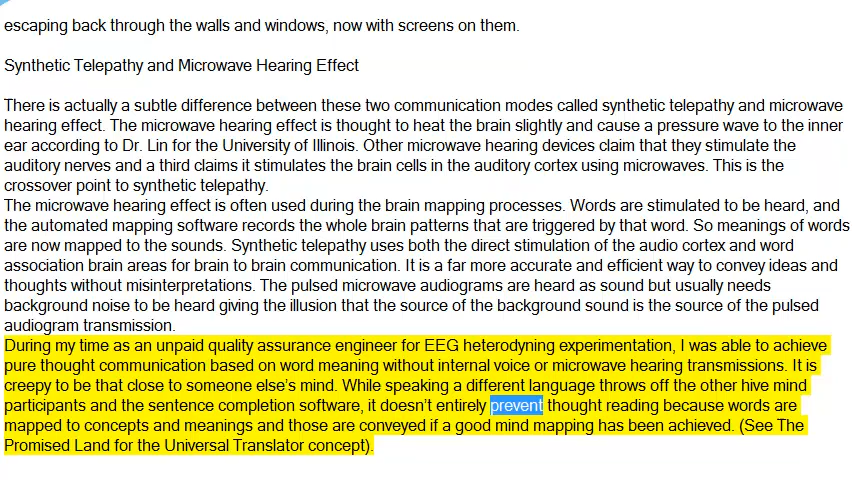 escaping back through the walls and windows, now with screens on them.
Synthetic Telepathy and Microwave Hearing Effect
There is actually a subtle difference between these two communication modes called synthetic telepathy and microwave
hearing effect. The microwave hearing effect is thought to heat the brain slightly and cause a pressure wave to the inner
ear according to Dr. Lin for the University of Illinois. Other microwave hearing devices claim that they stimulate the
auditory nerves and a third claims it stimulates the brain cells in the auditory cortex using microwaves. This is the
crossover point to synthetic telepathy.
The microwave hearing effect is often used during the brain mapping processes. Words are stimulated to be heard, and
the automated mapping software records the whole brain patterns that are triggered by that word. So meanings of words
are now mapped to the sounds. Synthetic telepathy uses both the direct stimulation of the audio cortex and word
association brain areas for brain to brain communication. It is a far more accurate and efficient way to convey ideas and
thoughts without misinterpretations. The pulsed microwave audiograms are heard as sound but usually needs
background noise to be heard giving the illusion that the source of the background sound is the source of the pulsed
audiogram transmission.
During my time as an unpaid quality assurance engineer for EEG heterodyning experimentation, I was able to achieve
pure thought communication based on word meaning without internal voice or microwave hearing transmissions. It is
creepy to be that close to someone else's mind. While speaking a different language throws off the other hive mind
participants and the sentence completion software, it doesn't entirely prevent thought reading because words are
mapped to concepts and meanings and those are conveyed if a good mind mapping has been achieved. (See The
Promised Land for the Universal Translator concept).